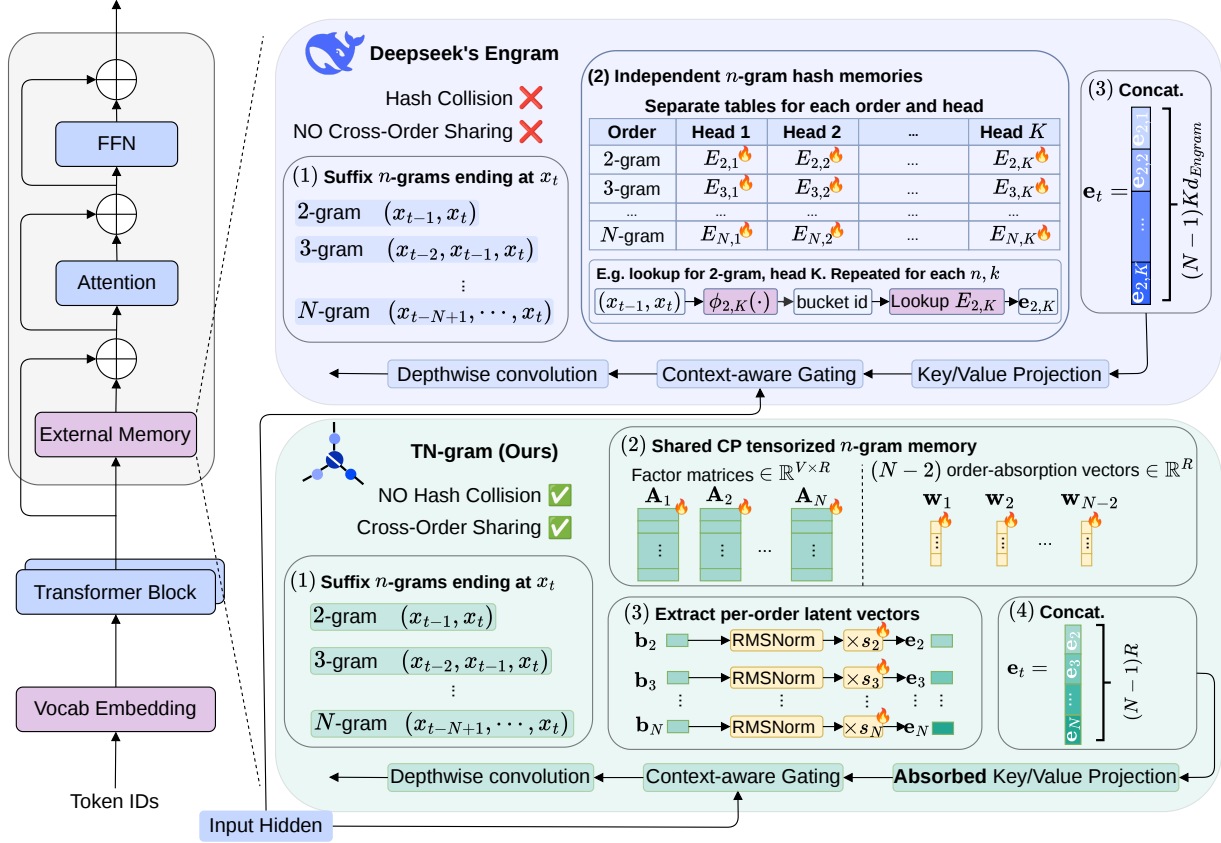 FFN
Attention
External Memory
Transformer Block
Vocab Embedding
Token IDs
Input Hidden
Deepseek's Engram
Hash Collision ❌
NO Cross-Order Sharing ❌
(1) Suffix n-grams ending at x_t
2-gram (x_{t-1}, x_t)
3-gram (x_{t-2}, x_{t-1}, x_t)
⋮
N-gram (x_{t-N+1}, ⋯, x_t)
(2) Independent n-gram hash memories
Separate tables for each order and head
Order Head 1 Head 2 ... Head K
2-gram E_{2,1}🔥 E_{2,2}🔥 ... E_{2,K}🔥
3-gram E_{3,1}🔥 E_{3,2}🔥 ... E_{3,K}🔥
... ... ... ...
N-gram E_{N,1}🔥 E_{N,2}🔥 ... E_{N,K}🔥
E.g. lookup for 2-gram, head K. Repeated for each n, k
(x_{t-1}, x_t) ϕ_{2,K}(·) bucket id Lookup E_{2,K} e_{2,K}
(3) Concat.
e_t =
e_{2,1}
e_{2,2}
...
e_{2,K}
(N − 1)Kd_{Engram}
Depthwise convolution
Context-aware Gating
Key/Value Projection
TN-gram (Ours)
NO Hash Collision ✅
Cross-Order Sharing ✅
(1) Suffix n-grams ending at x_t
2-gram (x_{t-1}, x_t)
3-gram (x_{t-2}, x_{t-1}, x_t)
⋮
N-gram (x_{t-N+1}, ⋯, x_t)
(2) Shared CP tensorized n-gram memory
Factor matrices ∈ ℝ^{V×R}
A_1🔥 A_2🔥 A_N🔥
⋮ ⋮ ... ⋮
(N − 2) order-absorption vectors ∈ ℝ^R
w_1 w_2 w_{N-2}
⋮ ⋮ ... ⋮
(3) Extract per-order latent vectors
b_2 RMSNorm ×s_2🔥 e_2
b_3 RMSNorm ×s_3🔥 e_3
⋮ ⋮ ⋮ ⋮ ⋮
b_N RMSNorm ×s_N🔥 e_N
(4) Concat.
e_t =
e_2
e_3
...
e_N
(N − 1)R
Depthwise convolution
Context-aware Gating
Absorbed Key/Value Projection